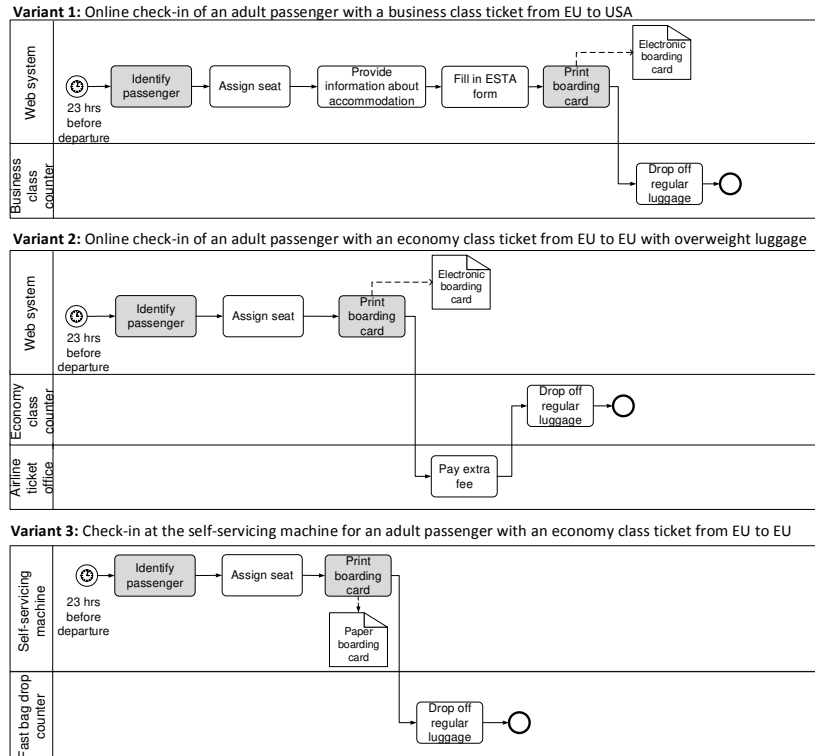 Variant 1: Online check-in of an adult passenger with a business class ticket from EU to USA
Web system
23 hrs
before
departure
Identify
passenger
Assign seat
Provide
information about
accommodation
Fill in ESTA
form
Print
boarding
card
Electronic
boarding
card
Business
class
counter
Drop off
regular
luggage
Variant 2: Online check-in of an adult passenger with an economy class ticket from EU to EU with overweight luggage
Web system
23 hrs
before
departure
Identify
passenger
Assign seat
Print
boarding
card
Electronic
boarding
card
Economy
class
counter
Drop off
regular
luggage
Airline
ticket
office
Pay extra
fee
Variant 3: Check-in at the self-servicing machine for an adult passenger with an economy class ticket from EU to EU
Self-servicing
machine
23 hrs
before
departure
Identify
passenger
Assign seat
Print
boarding
card
Paper
boarding
card
Fast bag drop
counter
Drop off
regular
luggage